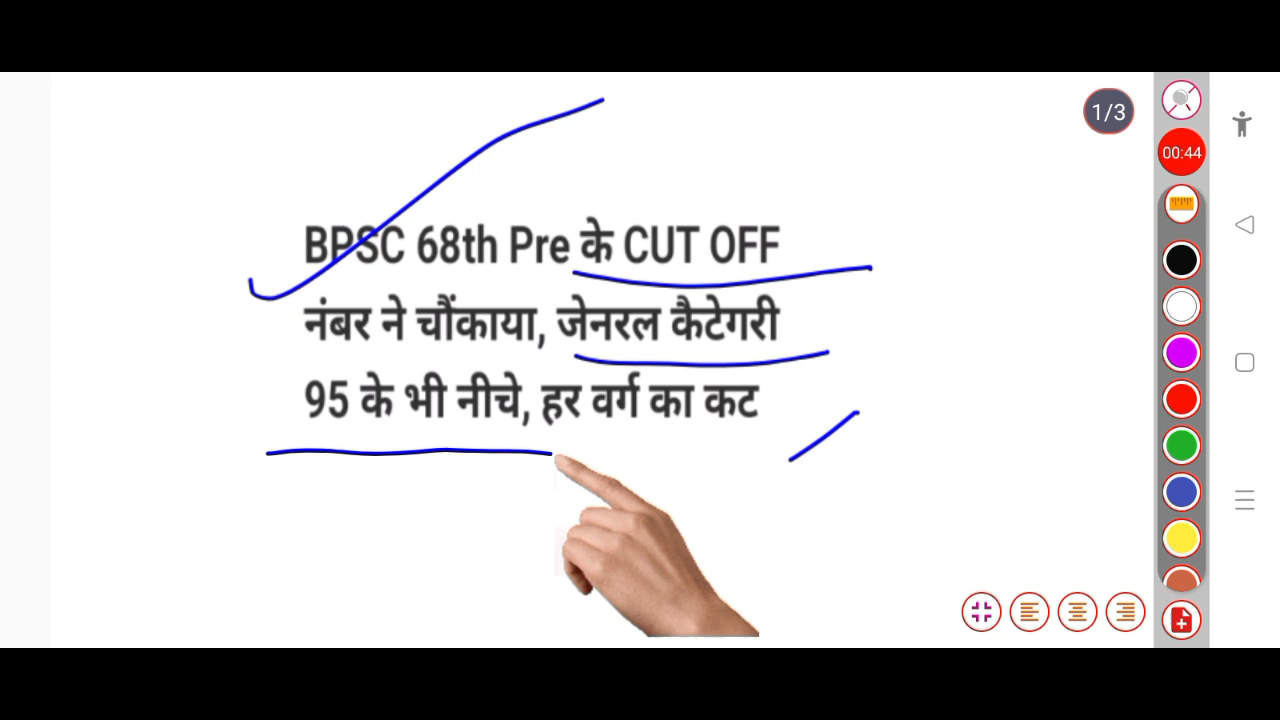 1/3
00:44
BPSC 68th Pre के CUT OFF
नंबर ने चौंकाया, जेनरल कैटेगरी
95 के भी नीचे, हर वर्ग का कट